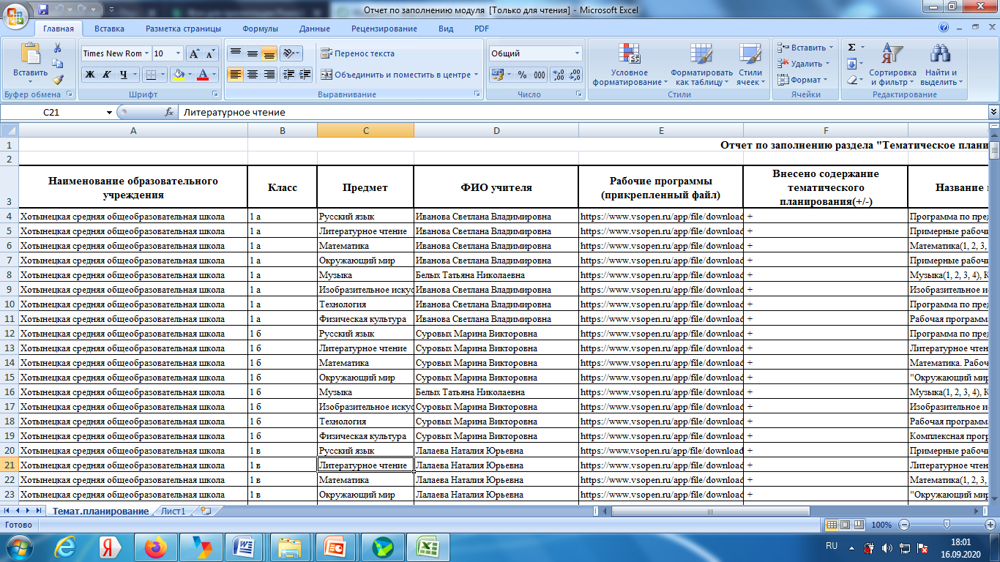 Отчет по заполнению модуля [Только для чтения] - Microsoft Excel
Главная Вставка Разметка страницы Формулы Данные Рецензирование Вид PDF
Times New Rom 10 Перенос текста Общий Вставить
Вставить Ж К Ч Объединить и поместить в центре % 000 Условное форматирование Форматировать как таблицу Стили ячеек Удалить Сортировка и фильтр Найти и выделить
Формат
Буфер обмена Шрифт Выравнивание Число Стили Ячейки Редактирование
C21 fx Литературное чтение
A B C D E F
1 Отчет по заполнению раздела "Тематическое плани
2
3 Наименование образовательного учреждения Класс Предмет ФИО учителя Рабочие программы (прикрепленный файл) Внесено содержание тематического планирования(+/-) Название
4 Хотынецкая средняя общеобразовательная школа 1 а Русский язык Иванова Светлана Владимировна https://www.vsopen.ru/app/file/download + Программа по пред
5 Хотынецкая средняя общеобразовательная школа 1 а Литературное чтение Иванова Светлана Владимировна https://www.vsopen.ru/app/file/download + Примерные рабочи
6 Хотынецкая средняя общеобразовательная школа 1 а Математика Иванова Светлана Владимировна https://www.vsopen.ru/app/file/download + Математика(1, 2, 3,
7 Хотынецкая средняя общеобразовательная школа 1 а Окружающий мир Иванова Светлана Владимировна https://www.vsopen.ru/app/file/download + Примерные рабочи
8 Хотынецкая средняя общеобразовательная школа 1 а Музыка Белых Татьяна Николаевна https://www.vsopen.ru/app/file/download + Музыка(1, 2, 3, 4), К
9 Хотынецкая средняя общеобразовательная школа 1 а Изобразительное искус Иванова Светлана Владимировна https://www.vsopen.ru/app/file/download + Изобразительное ис
10 Хотынецкая средняя общеобразовательная школа 1 а Технология Иванова Светлана Владимировна https://www.vsopen.ru/app/file/download + Программа по пред
11 Хотынецкая средняя общеобразовательная школа 1 а Физическая культура Иванова Светлана Владимировна https://www.vsopen.ru/app/file/download + Рабочая программ
12 Хотынецкая средняя общеобразовательная школа 1 б Русский язык Суровых Марина Викторовна https://www.vsopen.ru/app/file/download + Программа по пред
13 Хотынецкая средняя общеобразовательная школа 1 б Литературное чтение Суровых Марина Викторовна https://www.vsopen.ru/app/file/download + Литературное чтен
14 Хотынецкая средняя общеобразовательная школа 1 б Математика Суровых Марина Викторовна https://www.vsopen.ru/app/file/download + Математика. Рабоч
15 Хотынецкая средняя общеобразовательная школа 1 б Окружающий мир Суровых Марина Викторовна https://www.vsopen.ru/app/file/download + "Окружающий мир
16 Хотынецкая средняя общеобразовательная школа 1 б Музыка Белых Татьяна Николаевна https://www.vsopen.ru/app/file/download + Музыка(1, 2, 3, 4), К
17 Хотынецкая средняя общеобразовательная школа 1 б Изобразительное искус Суровых Марина Викторовна https://www.vsopen.ru/app/file/download + Изобразительное ис
18 Хотынецкая средняя общеобразовательная школа 1 б Технология Суровых Марина Викторовна https://www.vsopen.ru/app/file/download + Рабочая программ
19 Хотынецкая средняя общеобразовательная школа 1 б Физическая культура Суровых Марина Викторовна https://www.vsopen.ru/app/file/download + Комплексная прогр
20 Хотынецкая средняя общеобразовательная школа 1 в Русский язык Лалаева Наталия Юрьевна https://www.vsopen.ru/app/file/download + Примерные рабочи
21 Хотынецкая средняя общеобразовательная школа 1 в Литературное чтение Лалаева Наталия Юрьевна https://www.vsopen.ru/app/file/download + Литературное чтен
22 Хотынецкая средняя общеобразовательная школа 1 в Математика Лалаева Наталия Юрьевна https://www.vsopen.ru/app/file/download + Математика(1, 2, 3,
23 Хотынецкая средняя общеобразовательная школа 1 в Окружающий мир Лалаева Наталия Юрьевна https://www.vsopen.ru/app/file/download + "Окружающий мир
Темат.планирование Лист1
Готово 100%
RU 18:01
16.09.2020